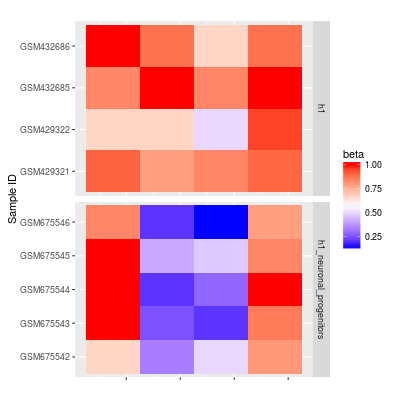 GSM432686
GSM432685
GSM429322
GSM429321
h1
GSM675546
GSM675545
GSM675544
GSM675543
GSM675542
h1_neuronal_progenitors
Sample ID
beta
1.00
0.75
0.50
0.25